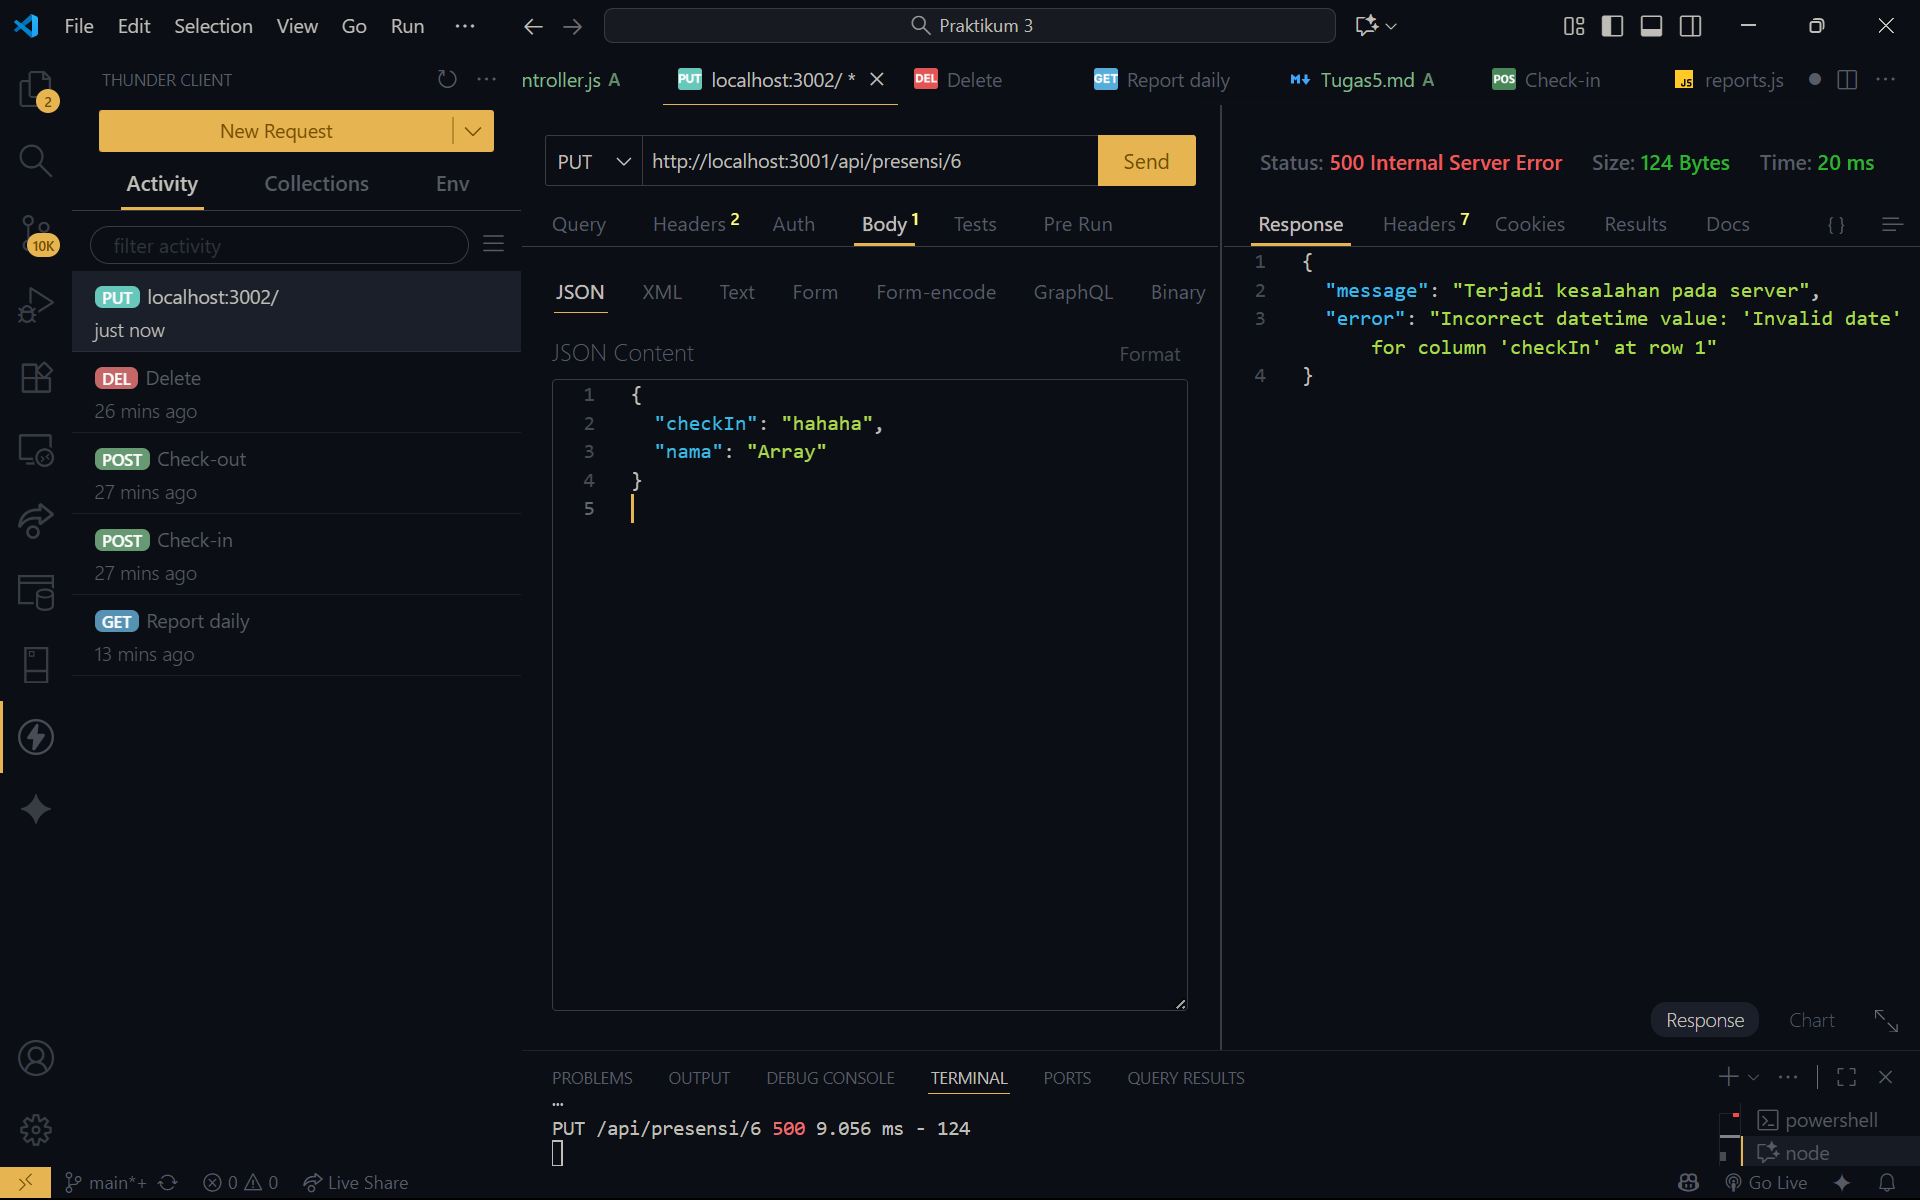 File Edit Selection View Go Run ···
Praktikum 3
THUNDER CLIENT
ntroller.js A
PUT localhost:3002/ *
DEL Delete
GET Report daily
Tugas5.md A
POS Check-in
JS reports.js
2
10K
New Request
Activity Collections Env
filter activity
PUT localhost:3002/
just now
DEL Delete
26 mins ago
POST Check-out
27 mins ago
POST Check-in
27 mins ago
GET Report daily
13 mins ago
PUT http://localhost:3001/api/presensi/6 Send
Query Headers 2 Auth Body 1 Tests Pre Run
JSON XML Text Form Form-encode GraphQL Binary
JSON Content Format
1 {
2 "checkIn": "hahaha",
3 "nama": "Array"
4 }
5
Status: 500 Internal Server Error Size: 124 Bytes Time: 20 ms
Response Headers 7 Cookies Results Docs { }
1 {
2 "message": "Terjadi kesalahan pada server",
3 "error": "Incorrect datetime value: 'Invalid date'
for column 'checkIn' at row 1"
4 }
Response Chart
PROBLEMS OUTPUT DEBUG CONSOLE TERMINAL PORTS QUERY RESULTS
…
PUT /api/presensi/6 500 9.056 ms - 124
powershell
node
main*+ 0 0 Live Share
Go Live